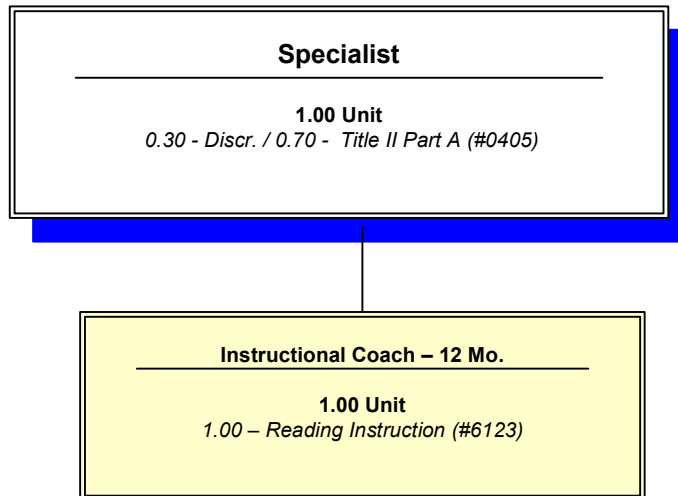 Specialist
1.00 Unit
0.30 - Discr. / 0.70 - Title II Part A (#0405)
Instructional Coach – 12 Mo.
1.00 Unit
1.00 – Reading Instruction (#6123)